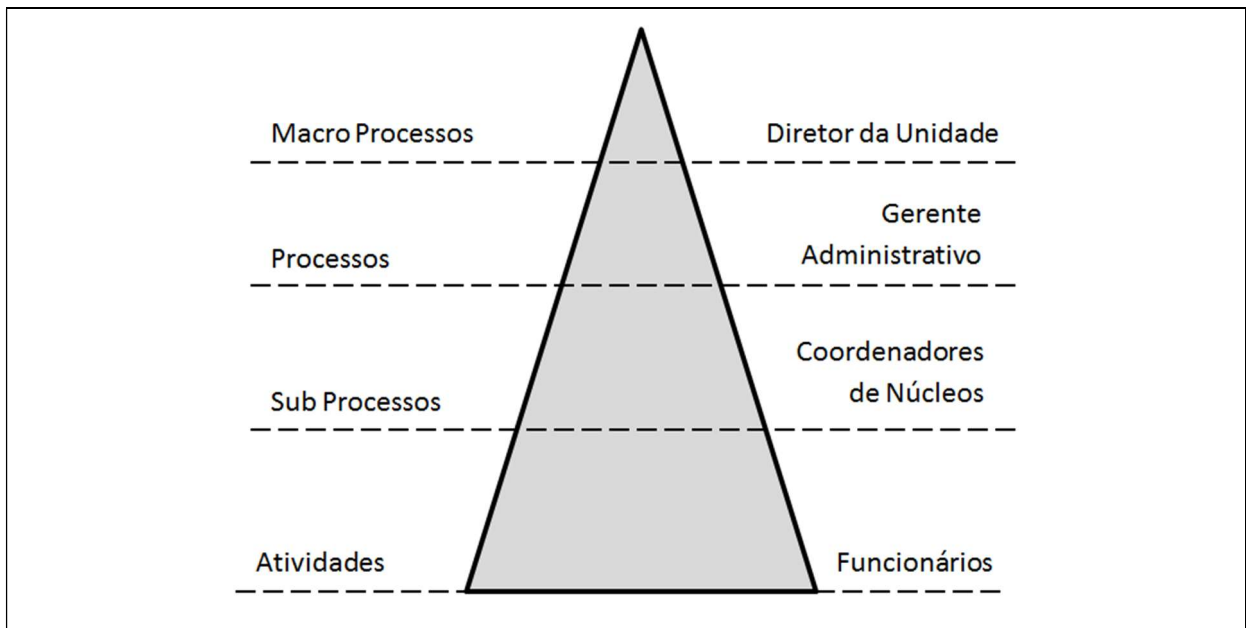 Macro Processos
Diretor da Unidade
Gerente
Administrativo
Processos
Coordenadores
de Núcleos
Sub Processos
Atividades
Funcionários